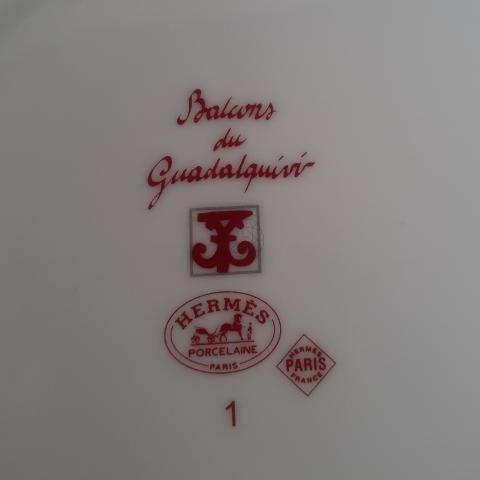 Balcons
du
Guadalquivir
HERMÈS
PORCELAINE
PARIS
HERMÈS
PARIS
FRANCE
1